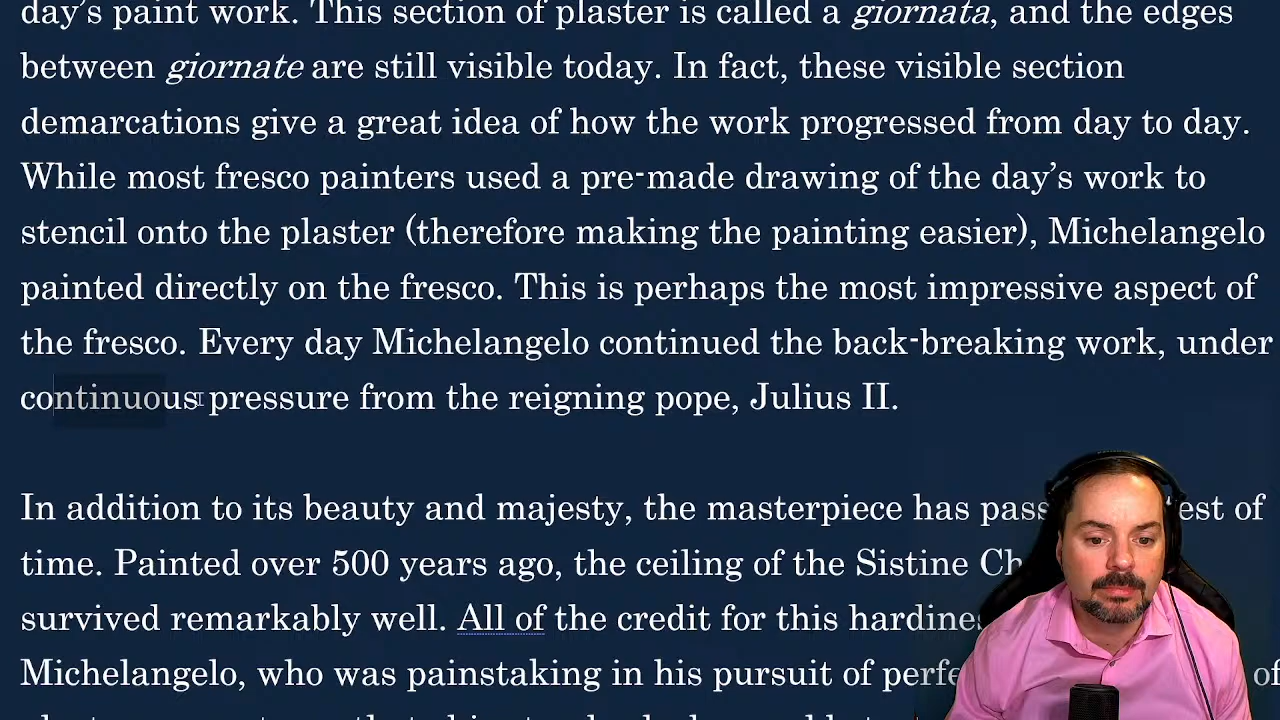 day’s paint work. This section of plaster is called a giornata, and the edges
between giornate are still visible today. In fact, these visible section
demarcations give a great idea of how the work progressed from day to day.
While most fresco painters used a pre-made drawing of the day’s work to
stencil onto the plaster (therefore making the painting easier), Michelangelo
painted directly on the fresco. This is perhaps the most impressive aspect of
the fresco. Every day Michelangelo continued the back-breaking work, under
continuous pressure from the reigning pope, Julius II.
In addition to its beauty and majesty, the masterpiece has of
time. Painted over 500 years ago, the ceiling of the Sistine
survived remarkably well. All of the credit for this
Michelangelo, who was painstaking in his pursuit of of